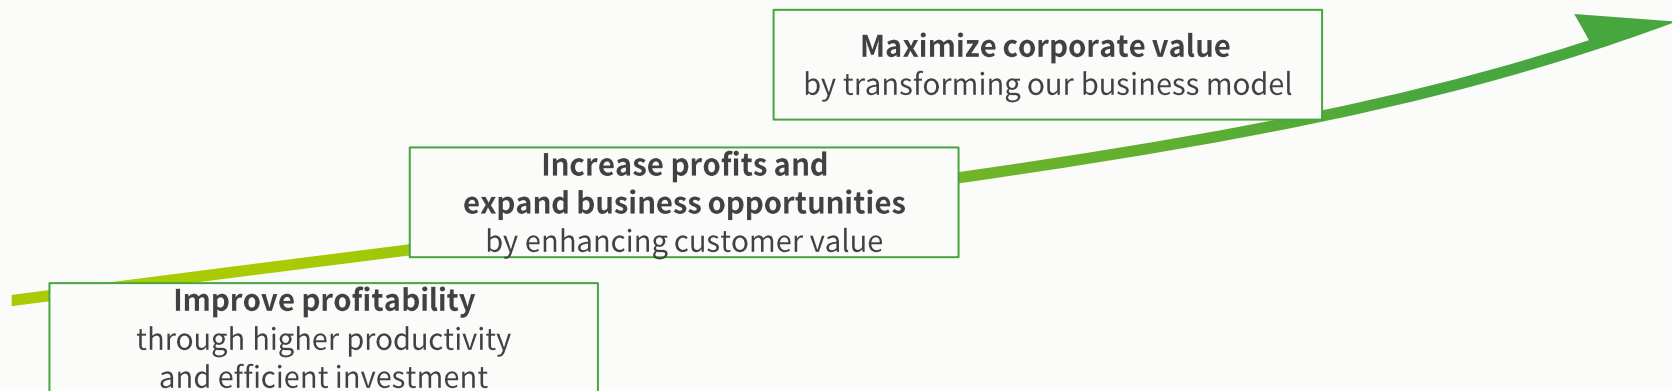 Maximize corporate value
by transforming our business model
Increase profits and
expand business opportunities
by enhancing customer value
Improve profitability
through higher productivity
and efficient investment